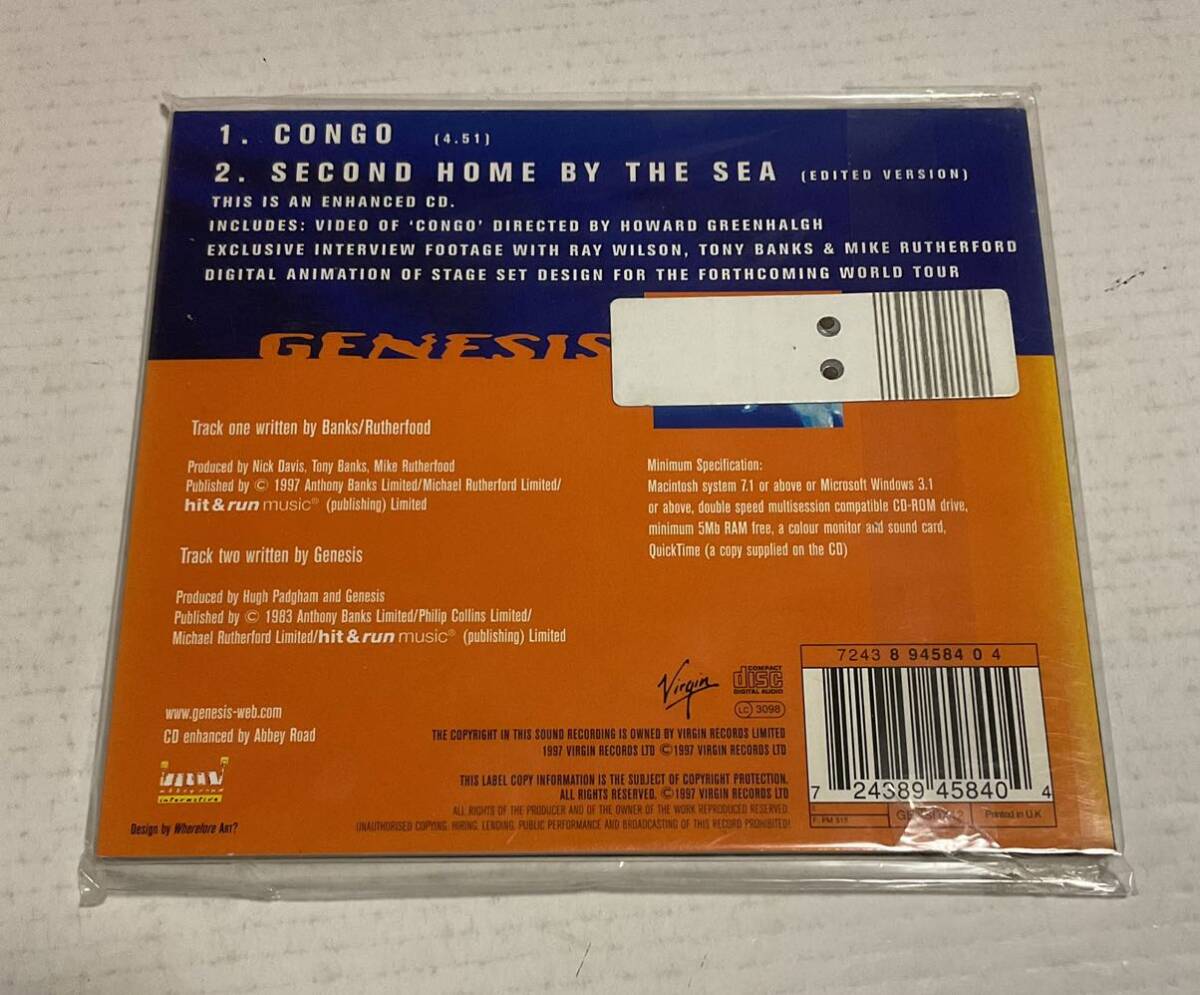 1. CONGO (4.51)
2. SECOND HOME BY THE SEA (EDITED VERSION)
THIS IS AN ENHANCED CD.
INCLUDES: VIDEO OF ‘CONGO’ DIRECTED BY HOWARD GREENHALGH
EXCLUSIVE INTERVIEW FOOTAGE WITH RAY WILSON, TONY BANKS & MIKE RUTHERFORD
DIGITAL ANIMATION OF STAGE SET DESIGN FOR THE FORTHCOMING WORLD TOUR
GENESIS
Track one written by Banks/Rutherfood
Produced by Nick Davis, Tony Banks, Mike Rutherfood
Published by © 1997 Anthony Banks Limited/Michael Rutherford Limited/
hit & run music® (publishing) Limited
Track two written by Genesis
Produced by Hugh Padgham and Genesis
Published by © 1983 Anthony Banks Limited/Philip Collins Limited/
Michael Rutherford Limited/hit & run music® (publishing) Limited
Minimum Specification:
Macintosh system 7.1 or above or Microsoft Windows 3.1
or above, double speed multisession compatible CD-ROM drive,
minimum 5Mb RAM free, a colour monitor and sound card,
QuickTime (a copy supplied on the CD)
www.genesis-web.com
CD enhanced by Abbey Road
abbey road
interactive
Design by Wherefore ART?
Virgin
COMPACT
disc
DIGITAL AUDIO
LC 3098
THE COPYRIGHT IN THIS SOUND RECORDING IS OWNED BY VIRGIN RECORDS LIMITED
1997 VIRGIN RECORDS LTD ©1997 VIRGIN RECORDS LTD
THIS LABEL COPY INFORMATION IS THE SUBJECT OF COPYRIGHT PROTECTION.
ALL RIGHTS RESERVED. ©1997 VIRGIN RECORDS LTD
ALL RIGHTS OF THE PRODUCER AND OF THE OWNER OF THE WORK REPRODUCED RESERVED.
UNAUTHORISED COPYING, HIRING, LENDING, PUBLIC PERFORMANCE AND BROADCASTING OF THIS RECORD PROHIBITED!
7243 8 94584 0 4
7 24389 45840 4
F: PM 515
Printed in U.K